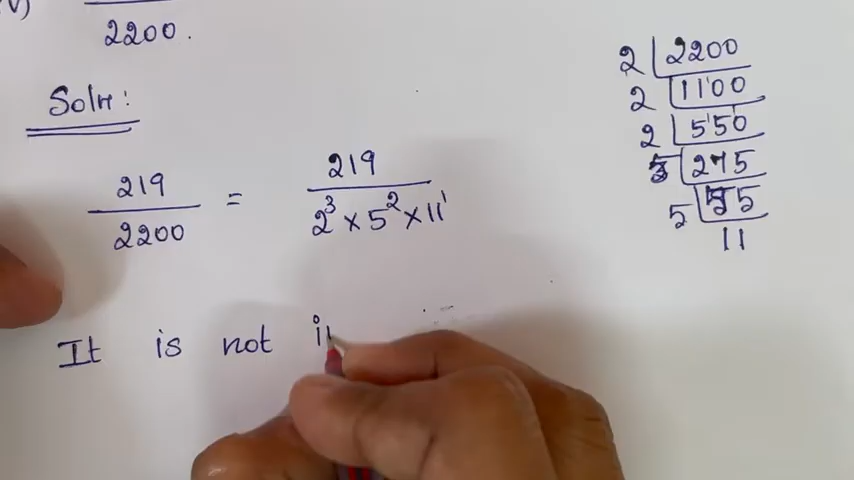 v)
2200.
Soln:
219
2200
=
219
2³ × 5² × 11¹
It is not
2 2200
2 1100
2 550
5 275
5 55
11